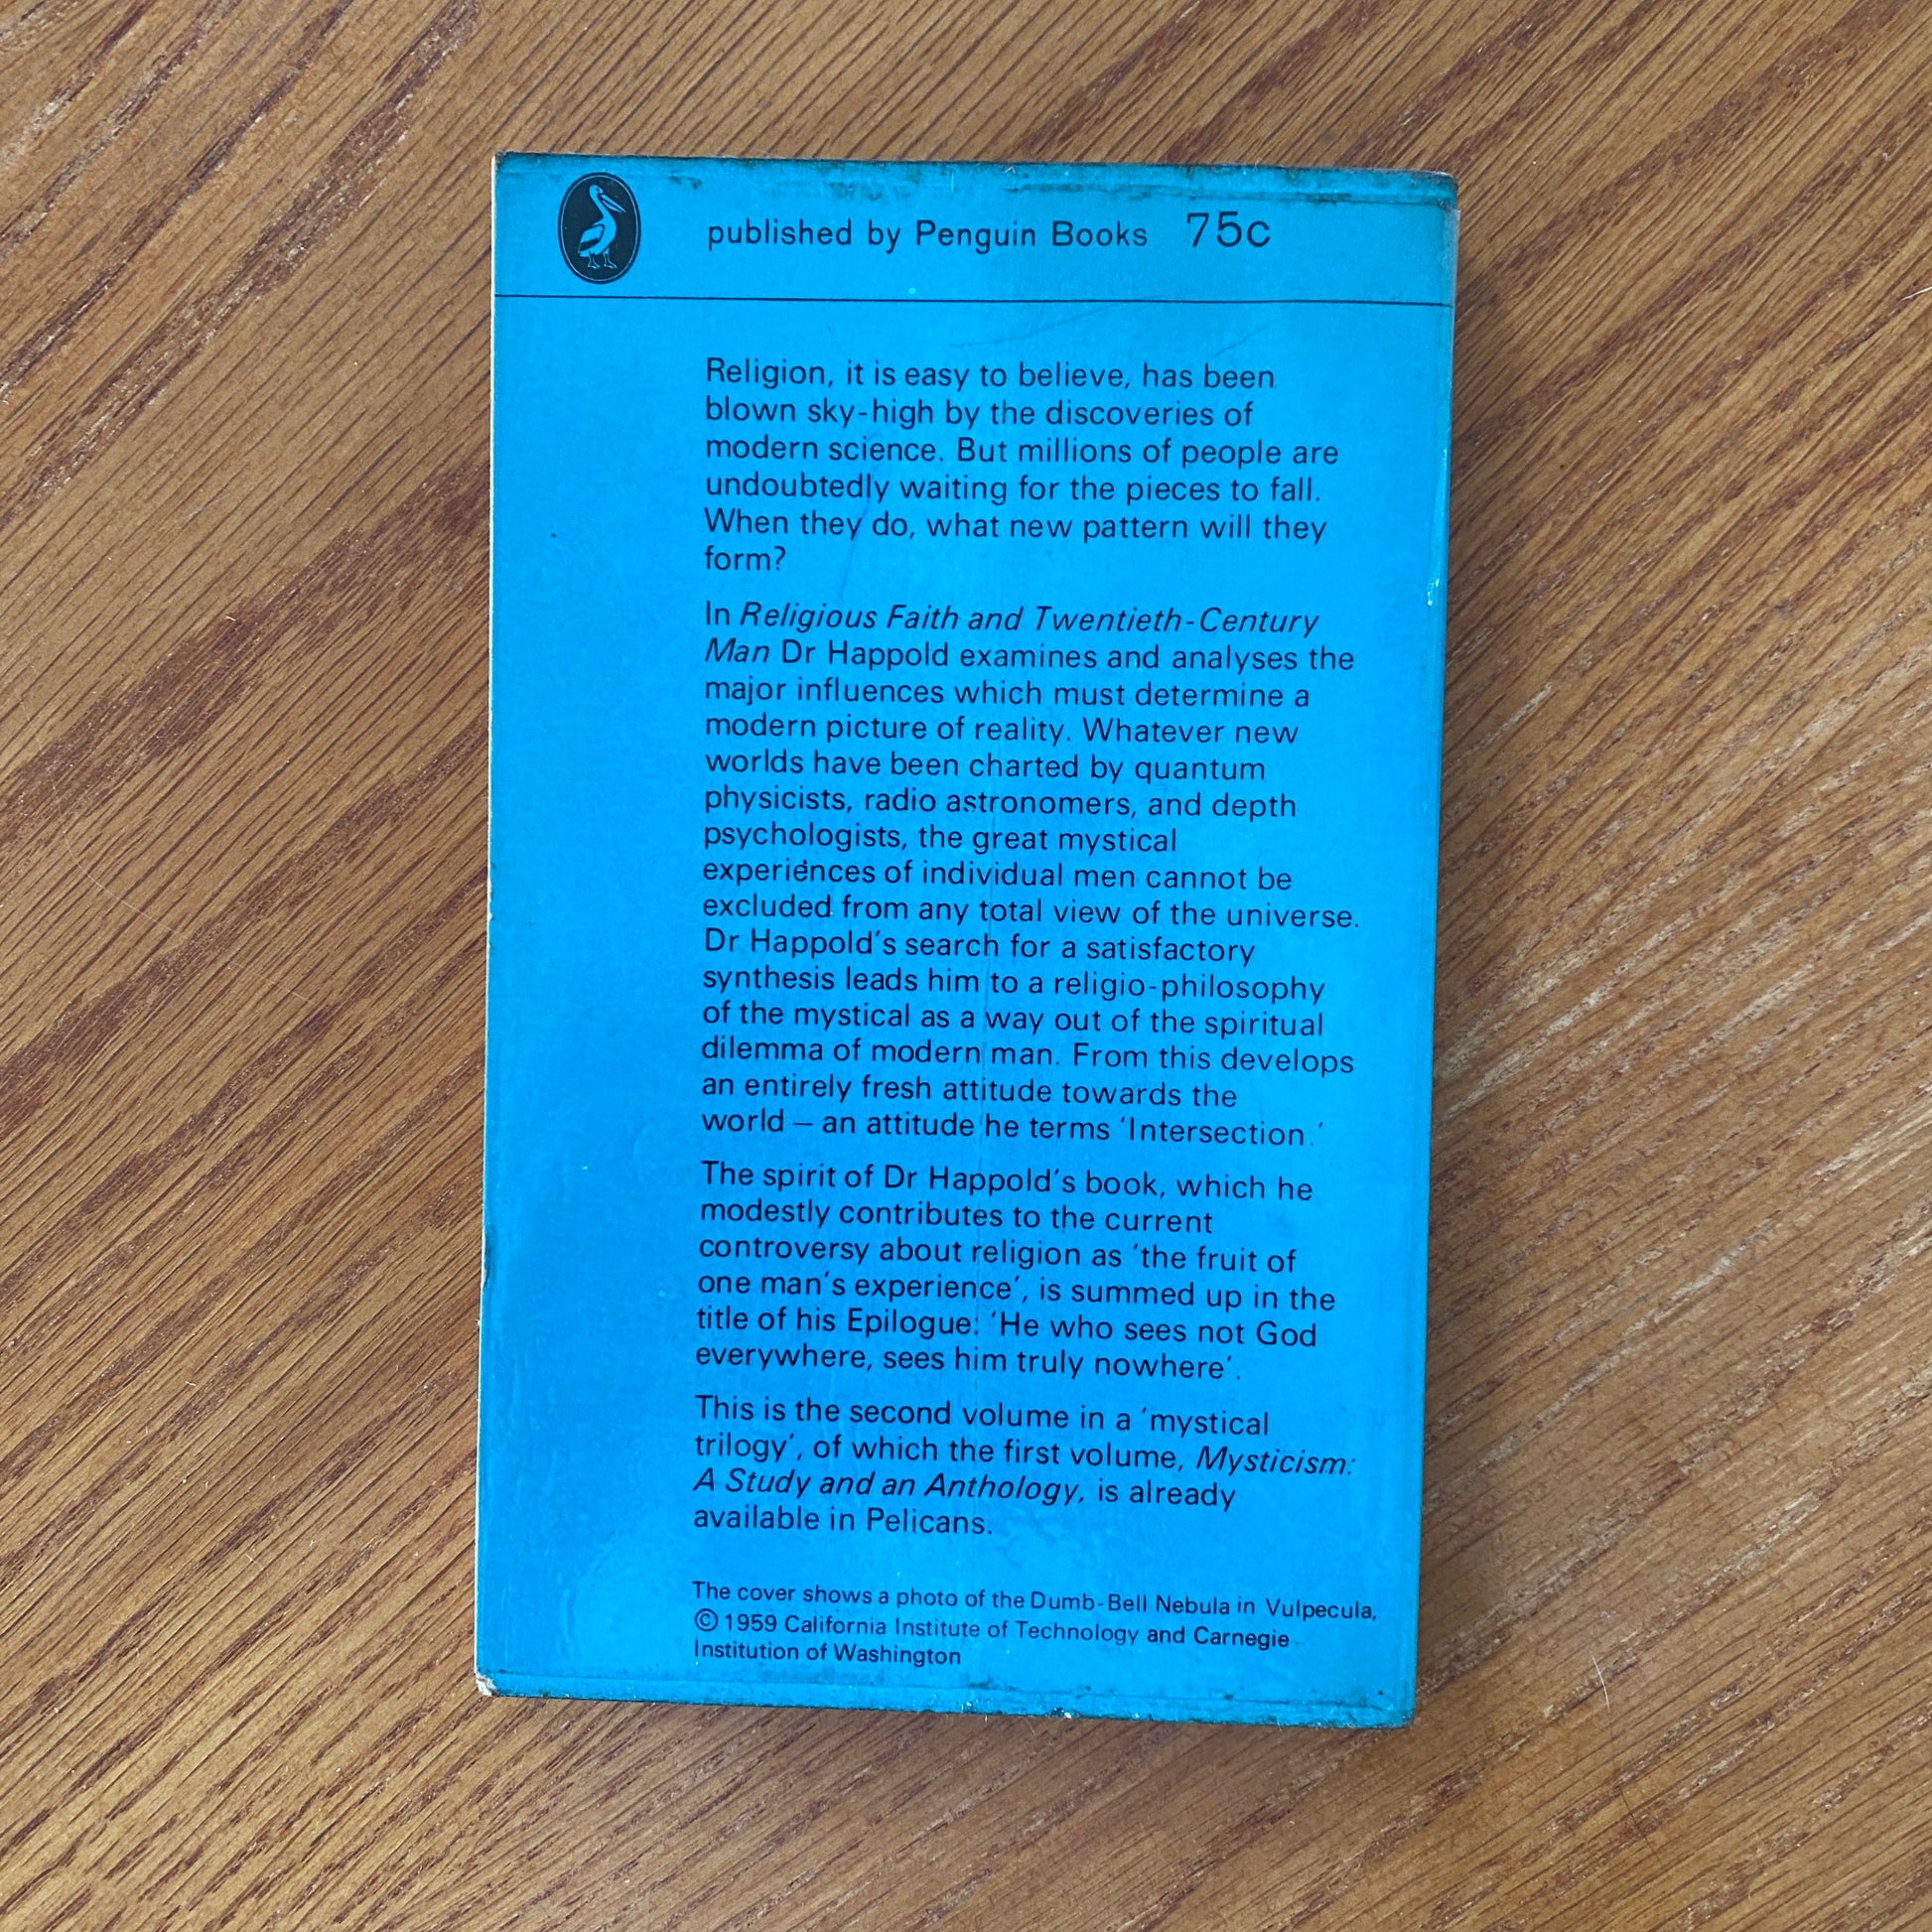 published by Penguin Books 75c
Religion, it is easy to believe, has been
blown sky-high by the discoveries of
modern science. But millions of people are
undoubtedly waiting for the pieces to fall.
When they do, what new pattern will they
form?
In Religious Faith and Twentieth-Century
Man Dr Happold examines and analyses the
major influences which must determine a
modern picture of reality. Whatever new
worlds have been charted by quantum
physicists, radio astronomers, and depth
psychologists, the great mystical
experiences of individual men cannot be
excluded from any total view of the universe.
Dr Happold's search for a satisfactory
synthesis leads him to a religio-philosophy
of the mystical as a way out of the spiritual
dilemma of modern man. From this develops
an entirely fresh attitude towards the
world – an attitude he terms 'Intersection.'
The spirit of Dr Happold's book, which he
modestly contributes to the current
controversy about religion as 'the fruit of
one man's experience', is summed up in the
title of his Epilogue: 'He who sees not God
everywhere, sees him truly nowhere'.
This is the second volume in a 'mystical
trilogy', of which the first volume, Mysticism:
A Study and an Anthology, is already
available in Pelicans.
The cover shows a photo of the Dumb-Bell Nebula in Vulpecula,
© 1959 California Institute of Technology and Carnegie
Institution of Washington